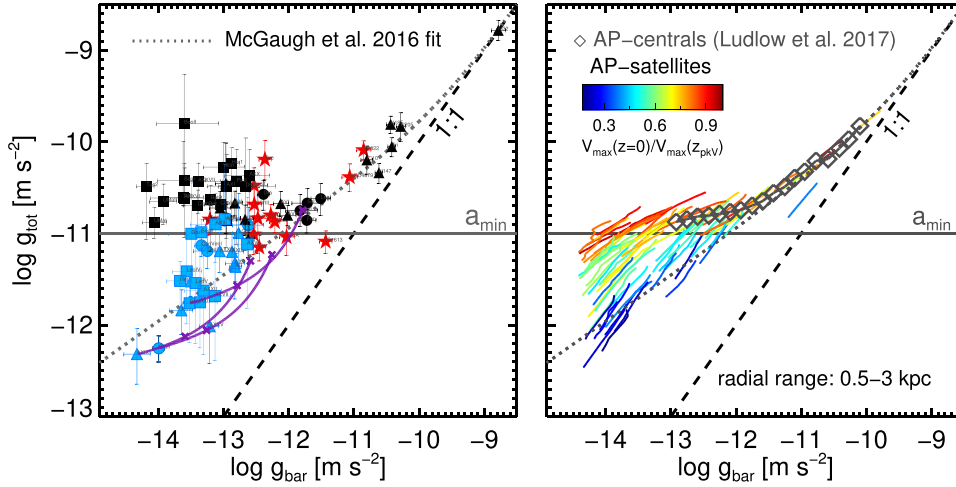 McGaugh et al. 2016 fit
1:1
a_min
log g_tot [m s⁻²]
−9
−10
−11
−12
−13
−14 −13 −12 −11 −10 −9
log g_bar [m s⁻²]
AP−centrals (Ludlow et al. 2017)
AP−satellites
0.3 0.6 0.9
V_max(z=0)/V_max(z_pkV)
1:1
a_min
radial range: 0.5−3 kpc
−14 −13 −12 −11 −10 −9
log g_bar [m s⁻²]